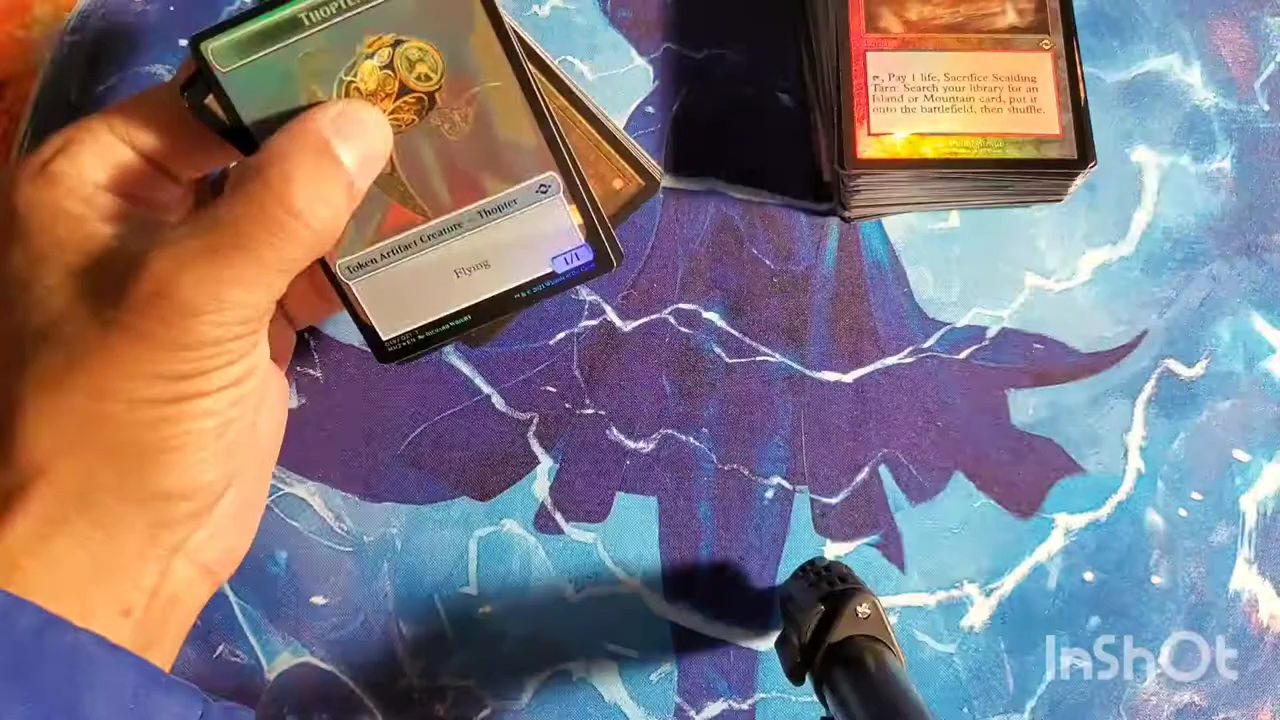 THOPTE
Token Artifact Creature — Thopter
Flying
1/1
Pay 1 life, Sacrifice Scalding
Tarn: Search your library for an
Island or Mountain card, put it
onto the battlefield, then shuffle.
InShOt